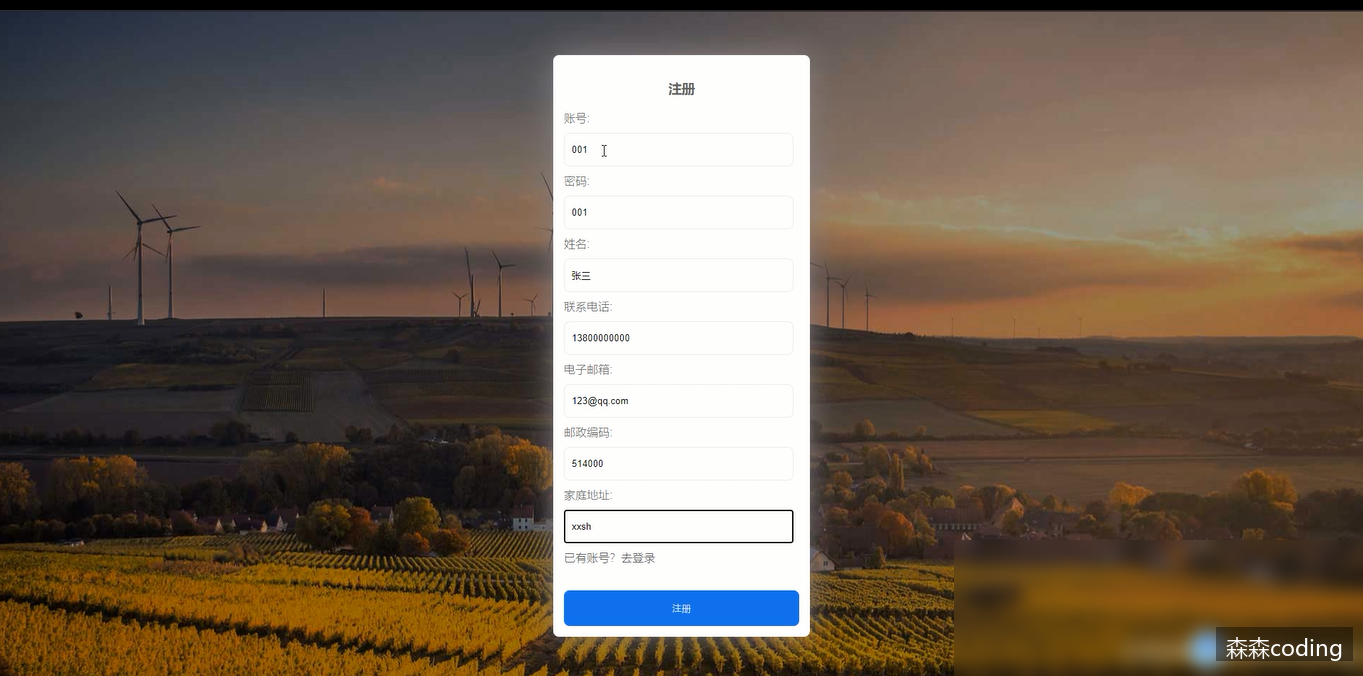 注册
账号:
001
密码:
001
姓名:
张三
联系电话:
13800000000
电子邮箱:
123@qq.com
邮政编码:
514000
家庭地址:
xxsh
已有账号？去登录
注册
森森coding